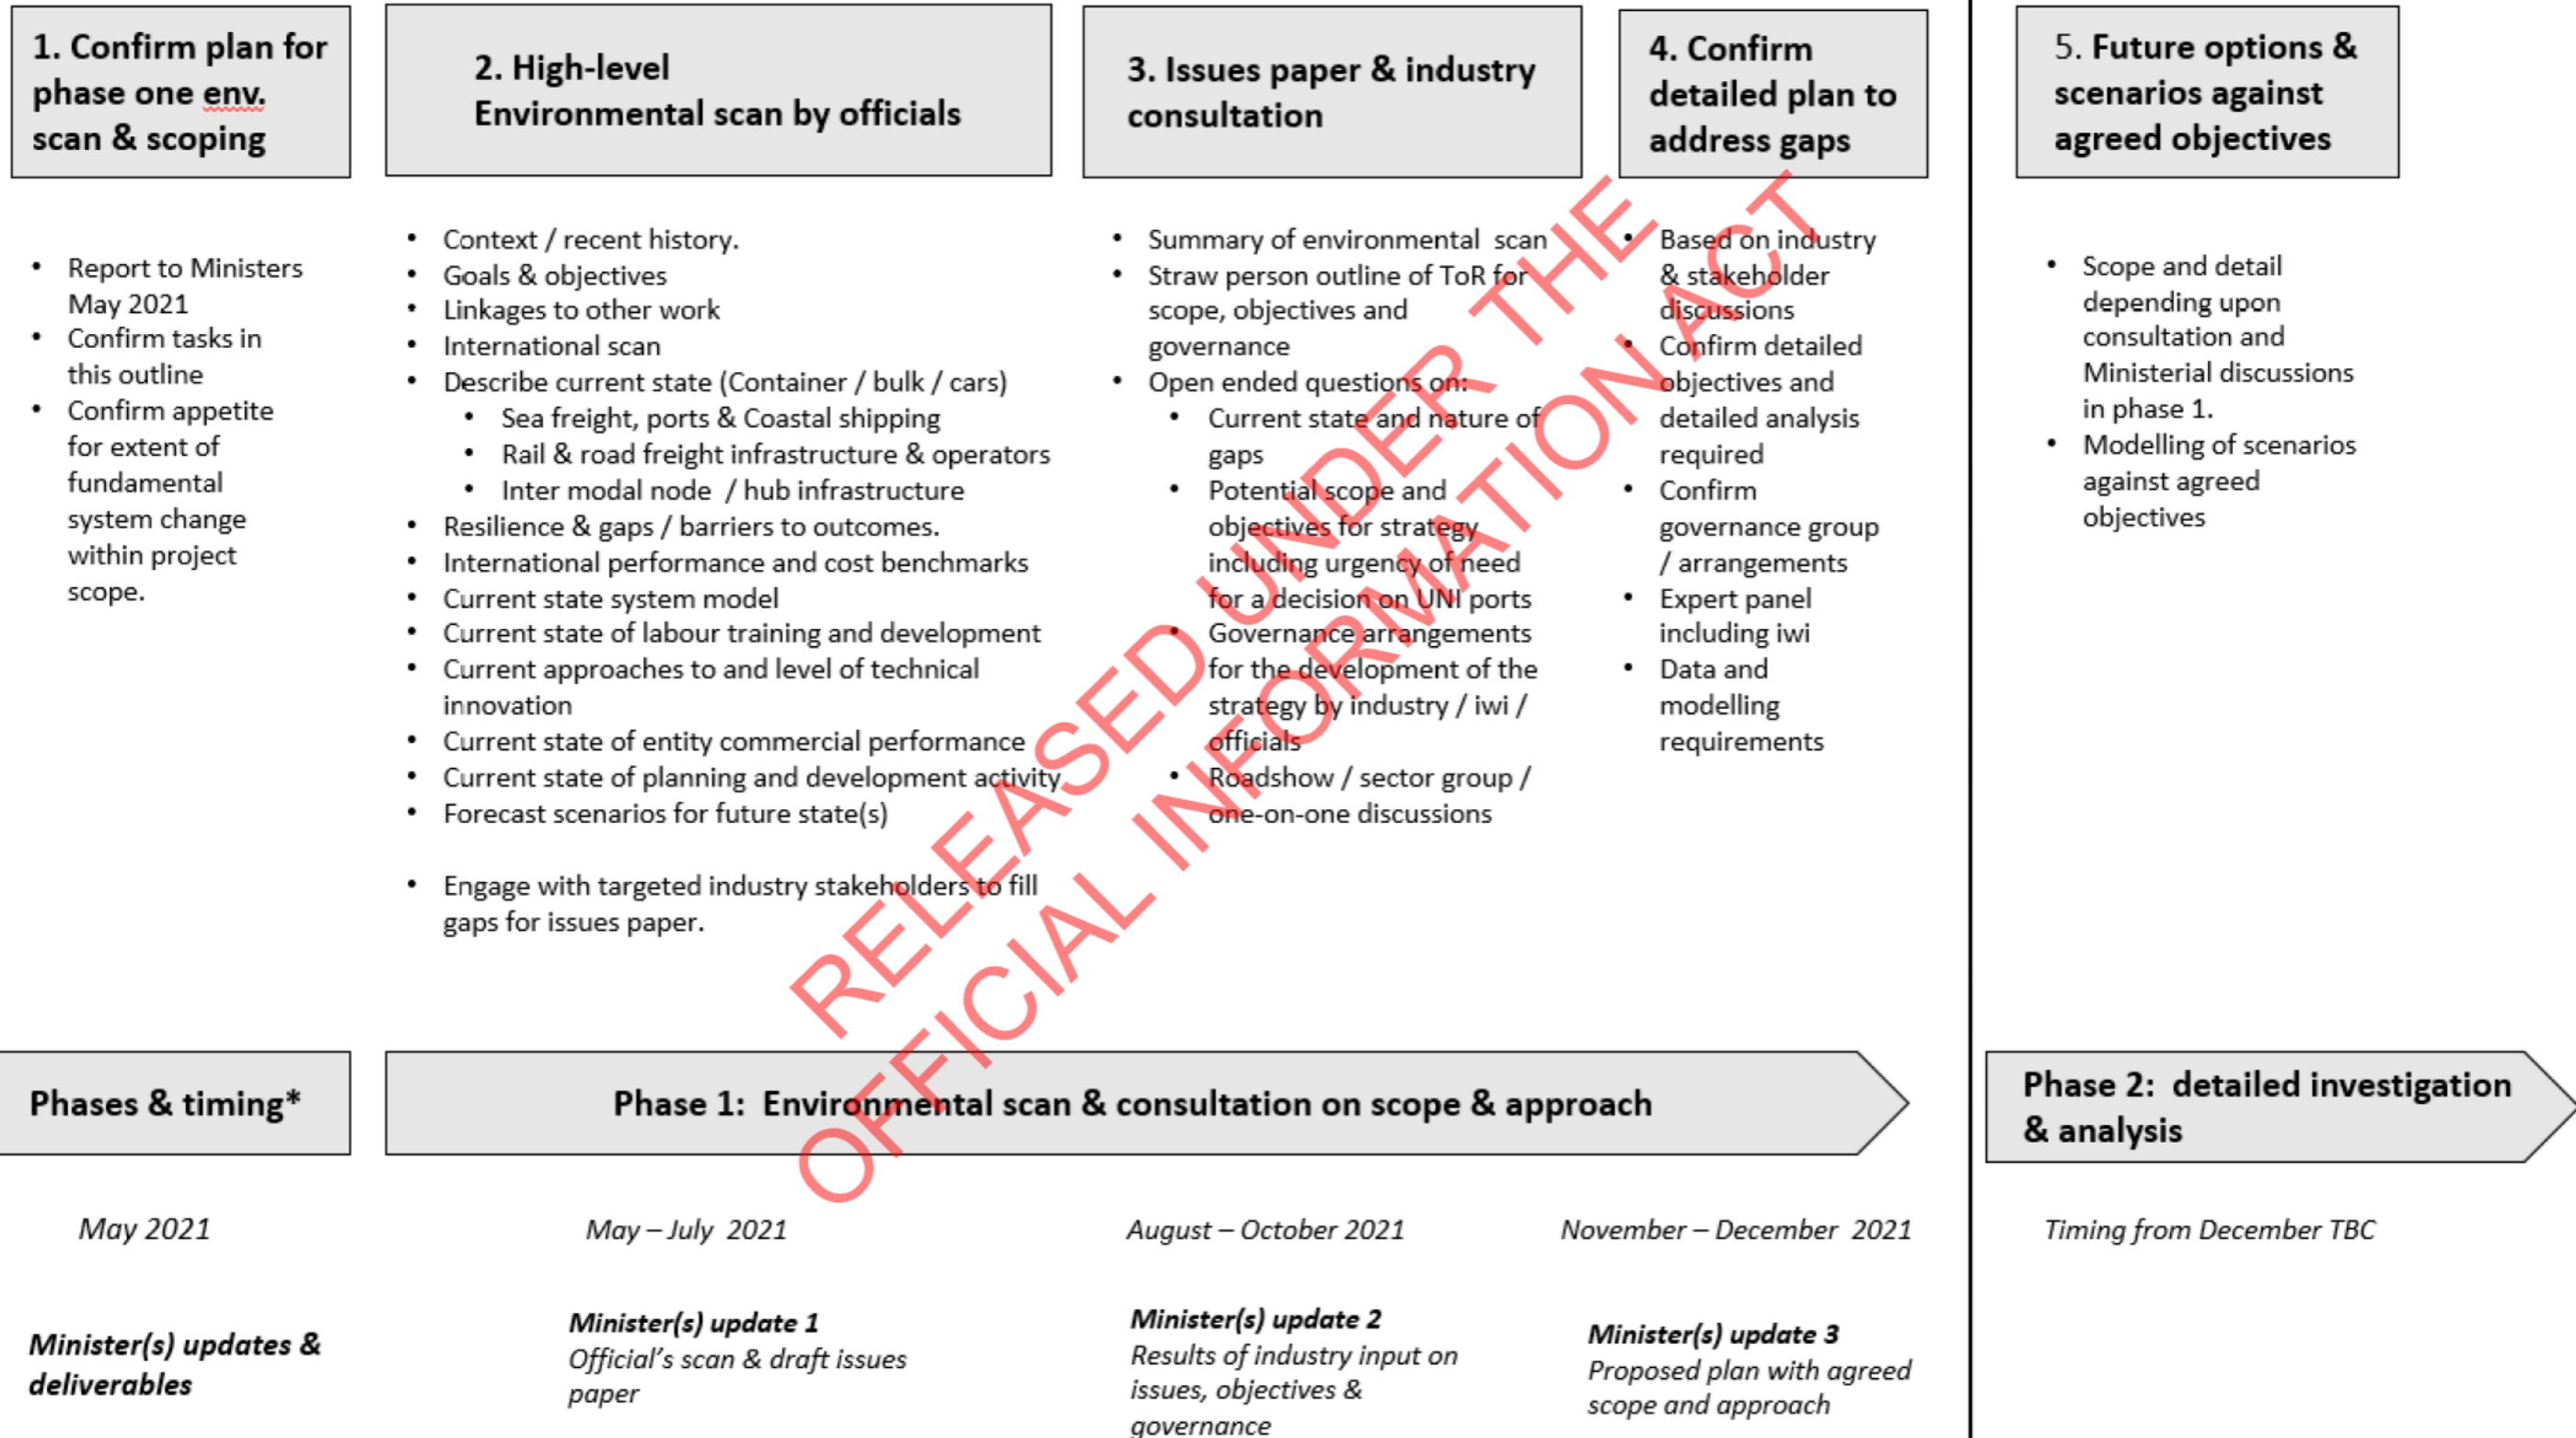 1. Confirm plan for
phase one env.
scan & scoping
• Report to Ministers
May 2021
• Confirm tasks in
this outline
• Confirm appetite
for extent of
fundamental
system change
within project
scope.
2. High-level
Environmental scan by officials
• Context / recent history.
• Goals & objectives
• Linkages to other work
• International scan
• Describe current state (Container / bulk / cars)
• Sea freight, ports & Coastal shipping
• Rail & road freight infrastructure & operators
• Inter modal node / hub infrastructure
• Resilience & gaps / barriers to outcomes.
• International performance and cost benchmarks
• Current state system model
• Current state of labour training and development
• Current approaches to and level of technical
innovation
• Current state of entity commercial performance
• Current state of planning and development activity
• Forecast scenarios for future state(s)
• Engage with targeted industry stakeholders to fill
gaps for issues paper.
3. Issues paper & industry
consultation
• Summary of environmental scan
• Straw person outline of ToR for
scope, objectives and
governance
• Open ended questions on:
• Current state and nature of
gaps
• Potential scope and
objectives for strategy
including urgency of need
for a decision on UNI ports
• Governance arrangements
for the development of the
strategy by industry / iwi /
officials
• Roadshow / sector group /
one-on-one discussions
4. Confirm
detailed plan to
address gaps
• Based on industry
& stakeholder
discussions
• Confirm detailed
objectives and
detailed analysis
required
• Confirm
governance group
/ arrangements
• Expert panel
including iwi
• Data and
modelling
requirements
5. Future options &
scenarios against
agreed objectives
• Scope and detail
depending upon
consultation and
Ministerial discussions
in phase 1.
• Modelling of scenarios
against agreed
objectives
RELEASED UNDER THE
OFFICIAL INFORMATION ACT
Phases & timing*
Phase 1: Environmental scan & consultation on scope & approach
Phase 2: detailed investigation
& analysis
May 2021
May – July 2021
August – October 2021
November – December 2021
Timing from December TBC
Minister(s) updates &
deliverables
Minister(s) update 1
Official's scan & draft issues
paper
Minister(s) update 2
Results of industry input on
issues, objectives &
governance
Minister(s) update 3
Proposed plan with agreed
scope and approach